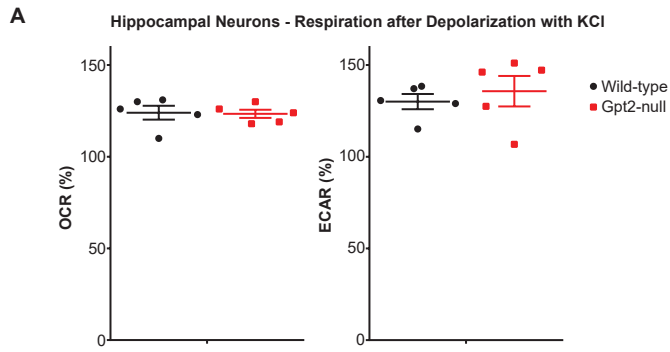 A
Hippocampal Neurons - Respiration after Depolarization with KCl
OCR (%)
150
100
50
0
ECAR (%)
150
100
50
0
Wild-type
Gpt2-null